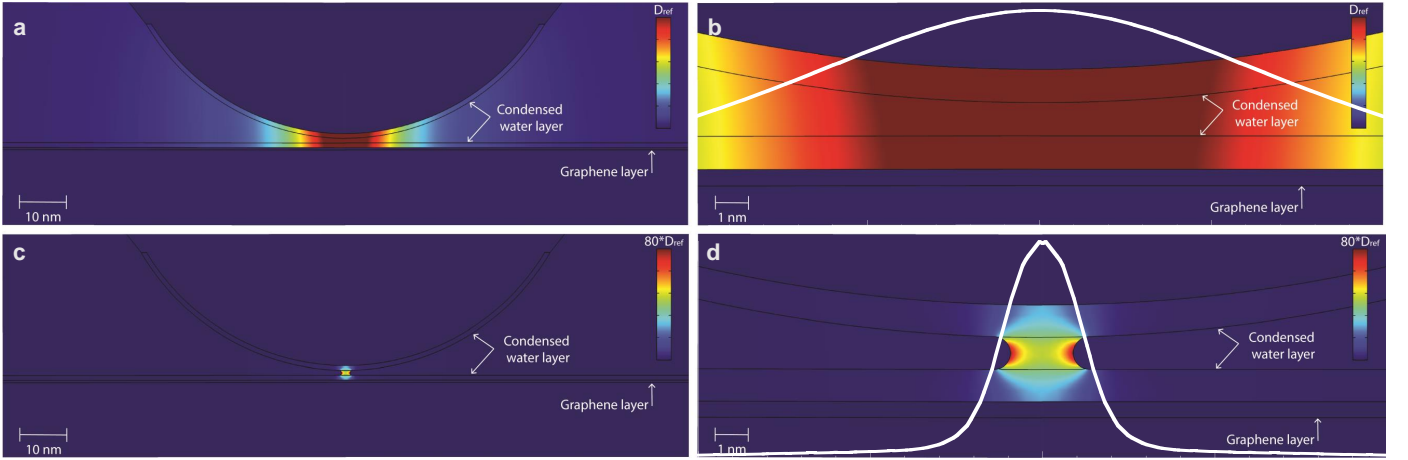 a
Dref
Condensed
water layer
Graphene layer
10 nm
b
Dref
Condensed
water layer
Graphene layer
1 nm
c
80*Dref
Condensed
water layer
Graphene layer
10 nm
d
80*Dref
Condensed
water layer
Graphene layer
1 nm